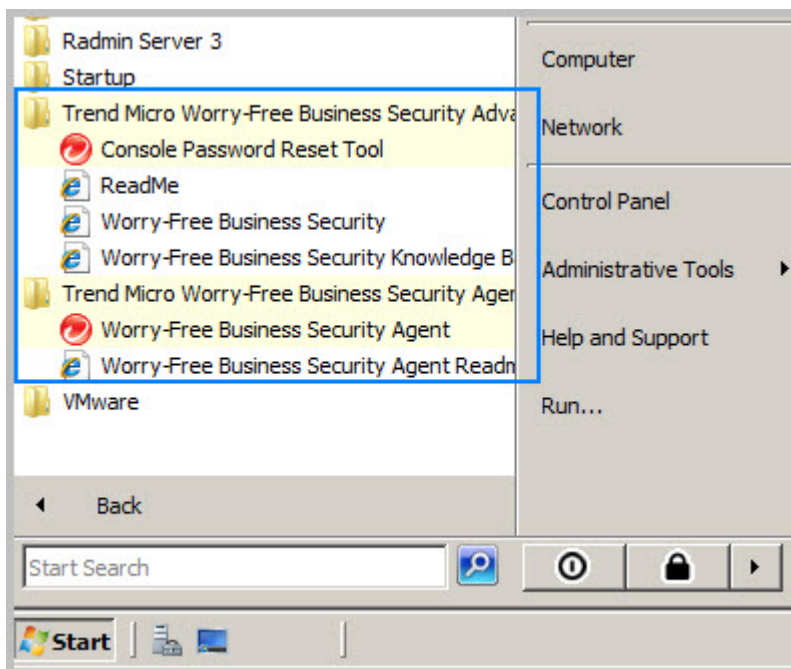 Radmin Server 3
Startup
Trend Micro Worry-Free Business Security Adva
Console Password Reset Tool
ReadMe
Worry-Free Business Security
Worry-Free Business Security Knowledge B
Trend Micro Worry-Free Business Security Agen
Worry-Free Business Security Agent
Worry-Free Business Security Agent Readm
VMware
Back
Start Search
Computer
Network
Control Panel
Administrative Tools
Help and Support
Run...
Start